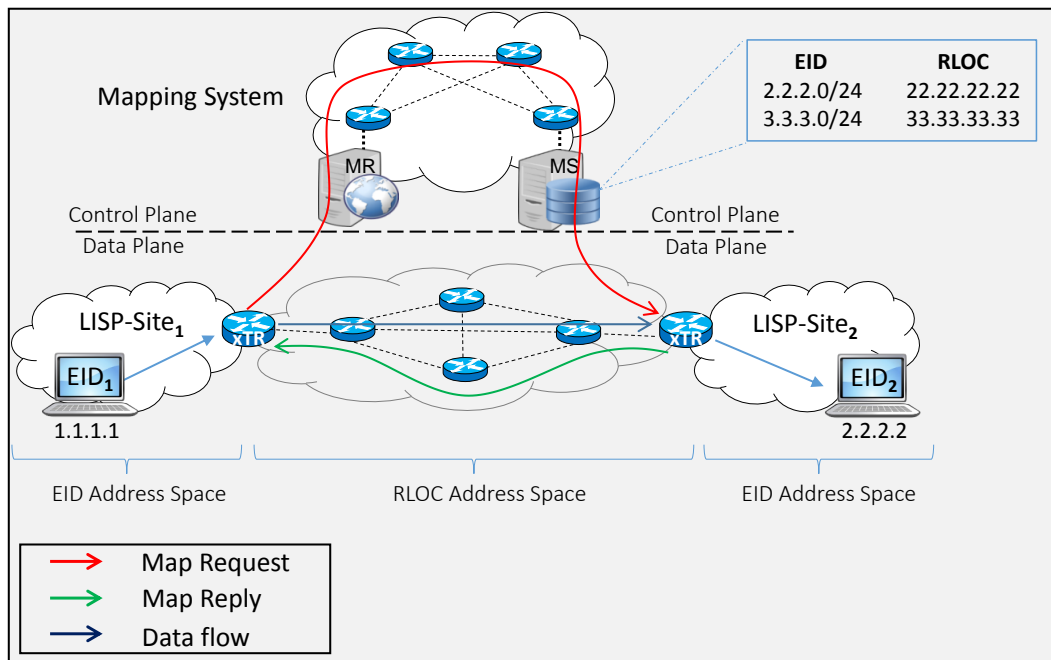 Mapping System
EID RLOC
2.2.2.0/24 22.22.22.22
3.3.3.0/24 33.33.33.33
MR
MS
Control Plane
Data Plane
Control Plane
Data Plane
LISP-Site1
xTR
xTR
LISP-Site2
EID1
EID2
1.1.1.1
2.2.2.2
EID Address Space
RLOC Address Space
EID Address Space
Map Request
Map Reply
Data flow